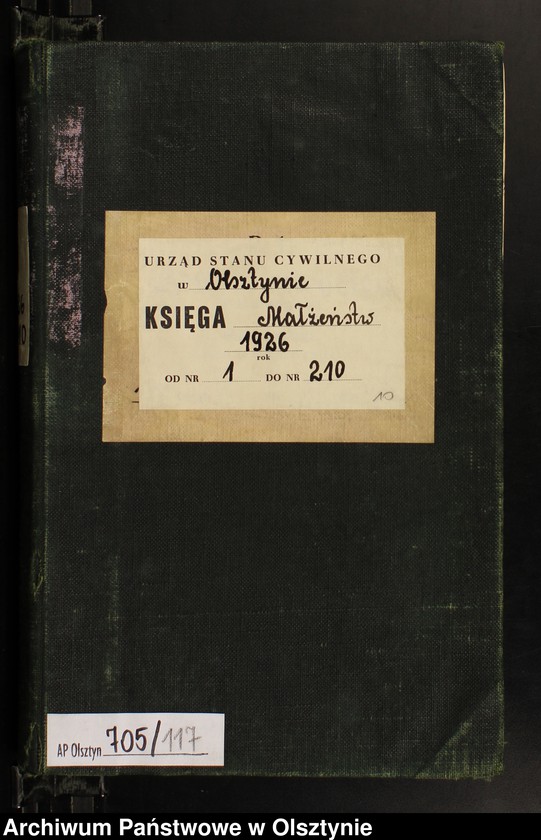 URZĄD STANU CYWILNEGO
w Olsztynie
KSIĘGA Małżeństw
1926
rok
OD NR 1 DO NR 210
10
AP Olsztyn 705/117
Archiwum Państwowe w Olsztynie